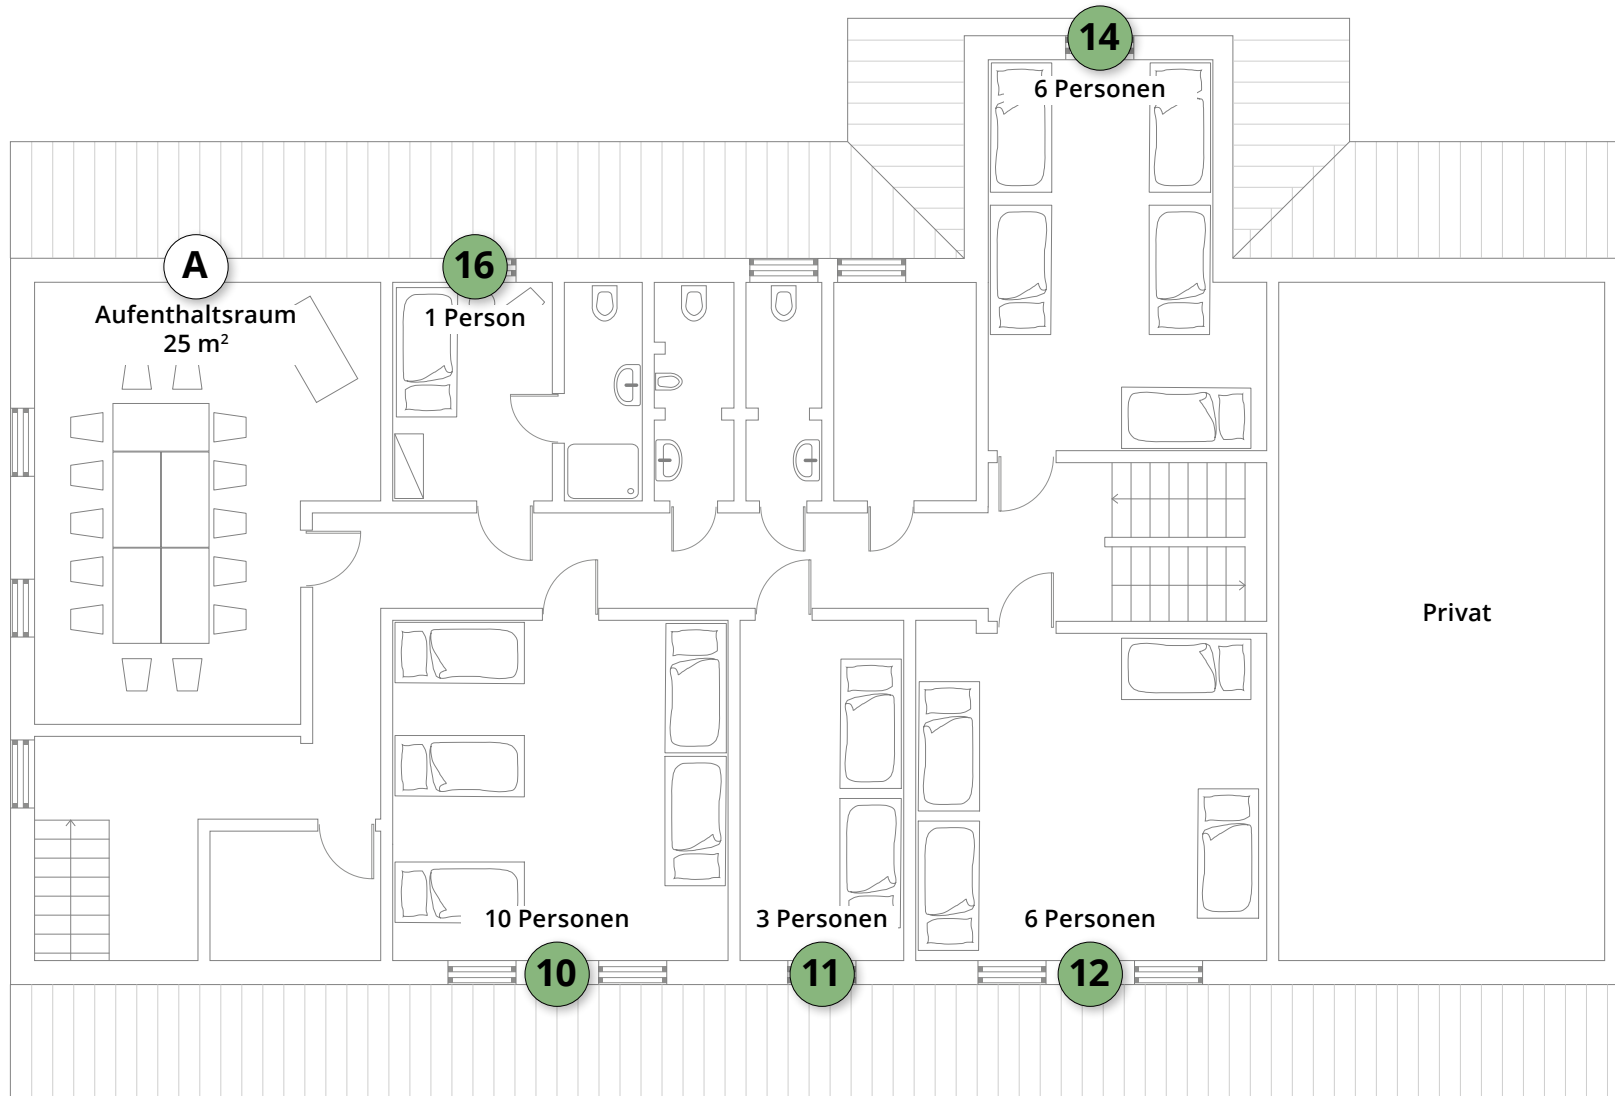 14
6 Personen
A
Aufenthaltsraum
25 m²
16
1 Person
Privat
10 Personen
10
3 Personen
11
6 Personen
12